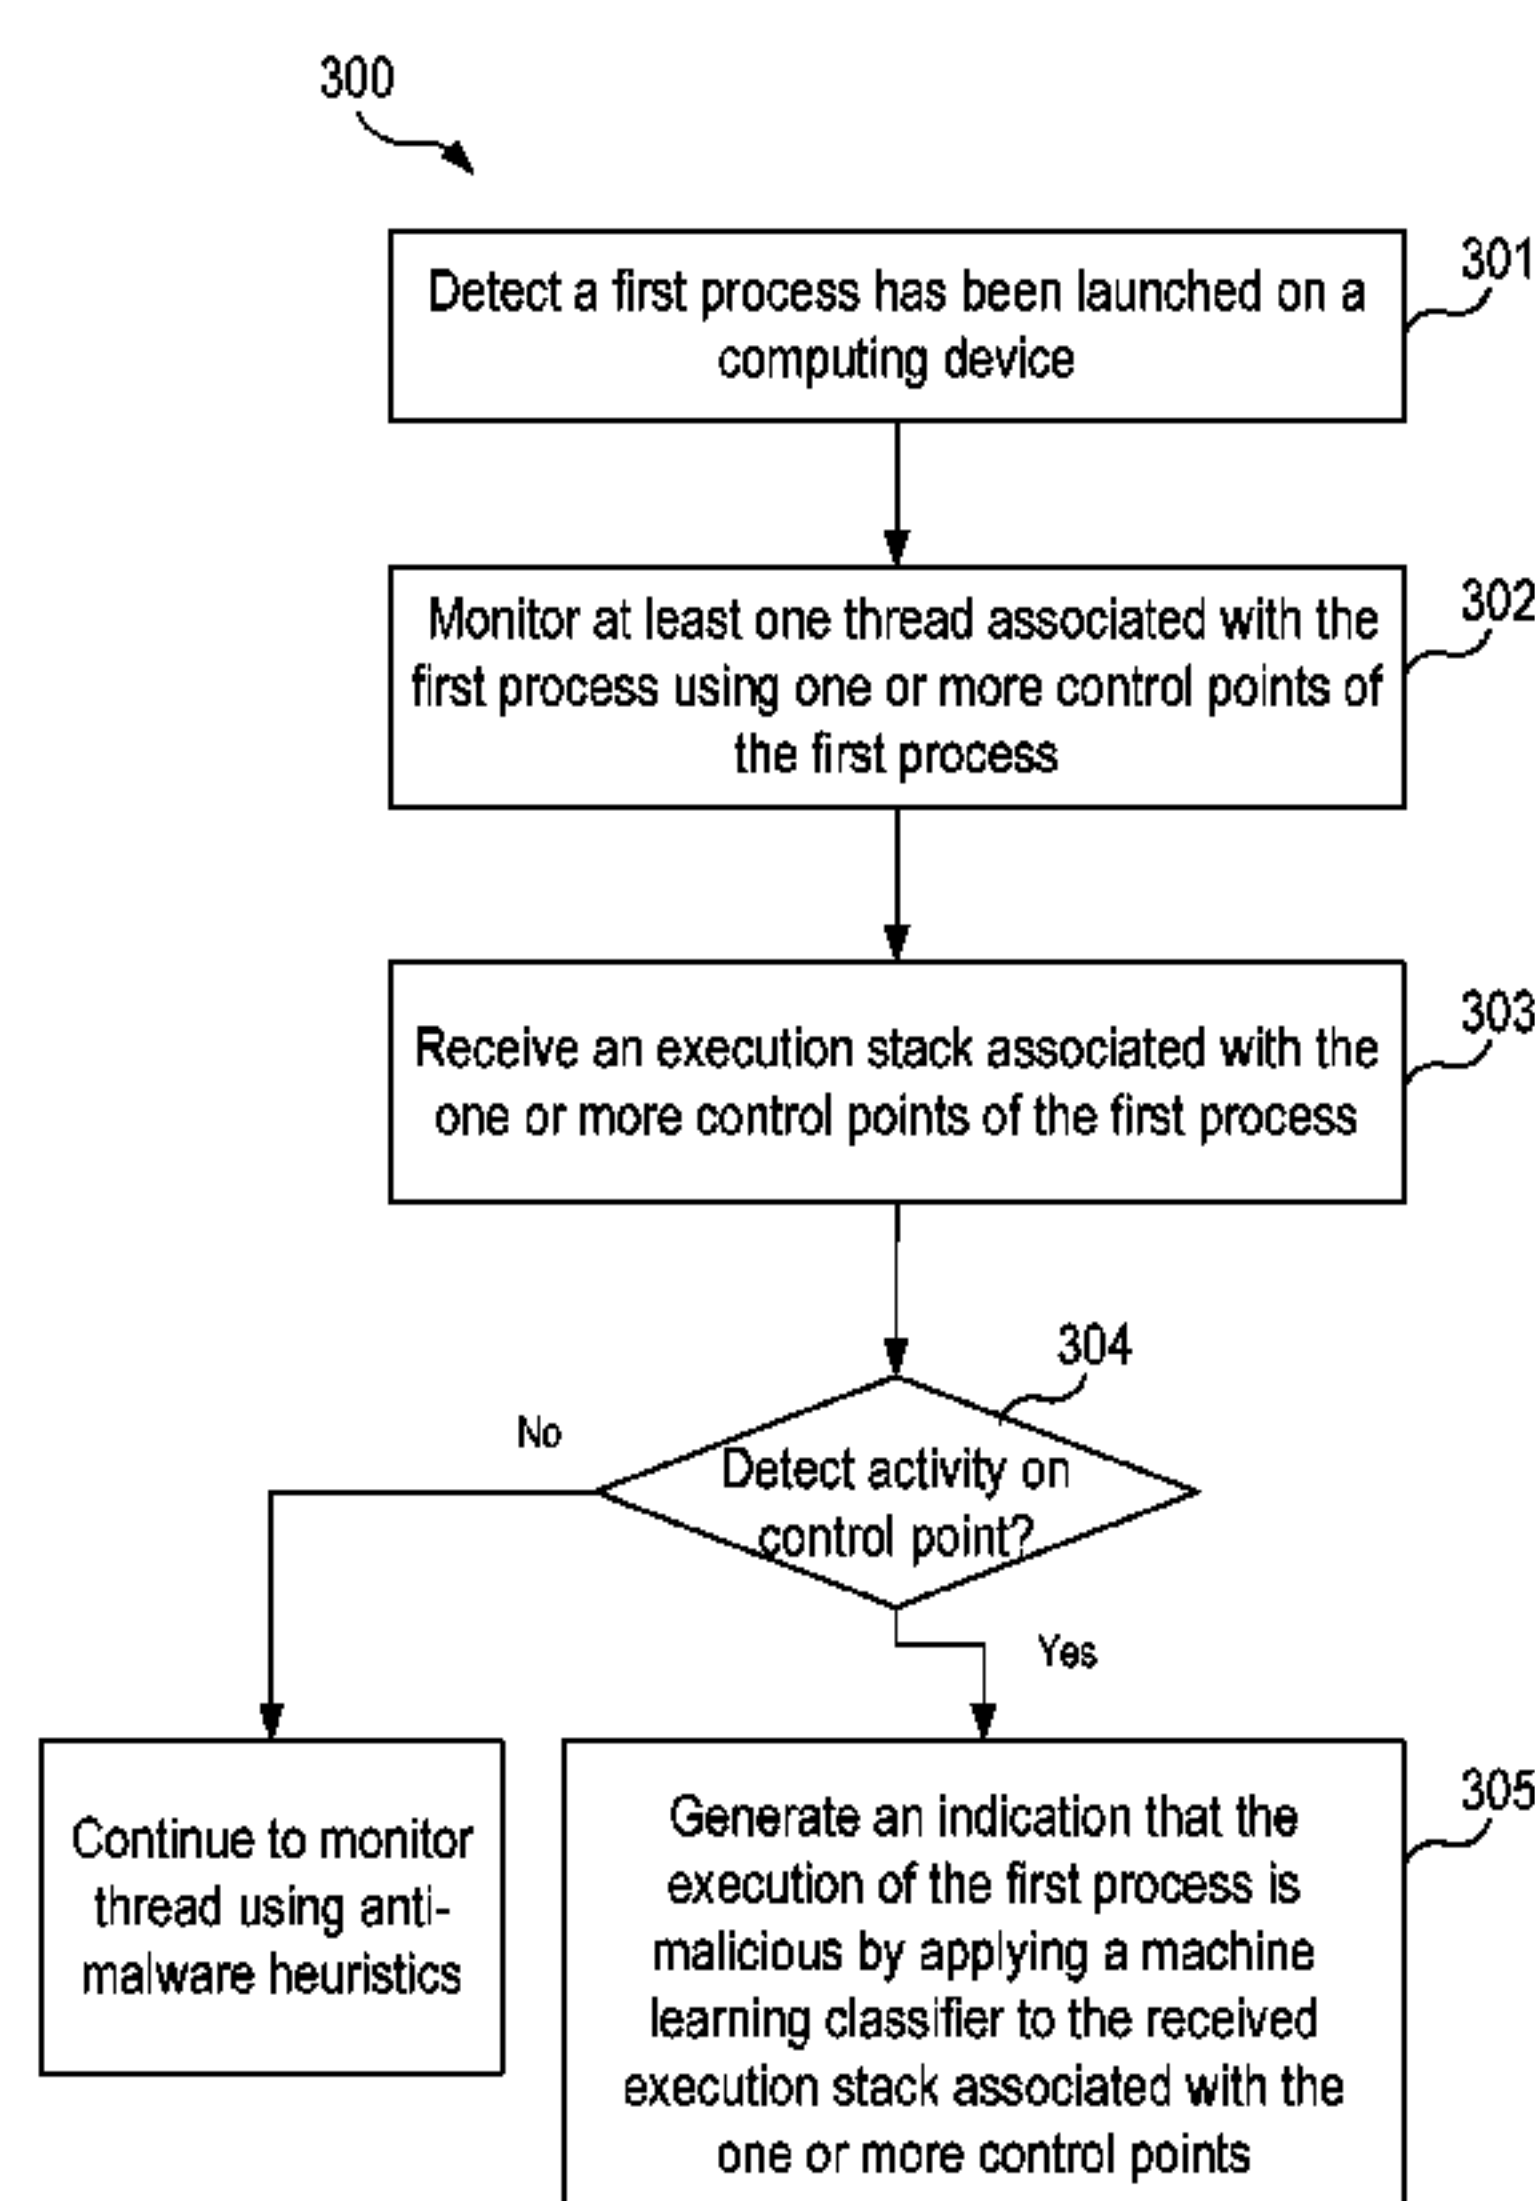 300
Detect a first process has been launched on a
computing device
301
Monitor at least one thread associated with the
first process using one or more control points of
the first process
302
Receive an execution stack associated with the
one or more control points of the first process
303
304
Detect activity on
control point?
No
Yes
Continue to monitor
thread using anti-
malware heuristics
Generate an indication that the
execution of the first process is
malicious by applying a machine
learning classifier to the received
execution stack associated with the
one or more control points
305